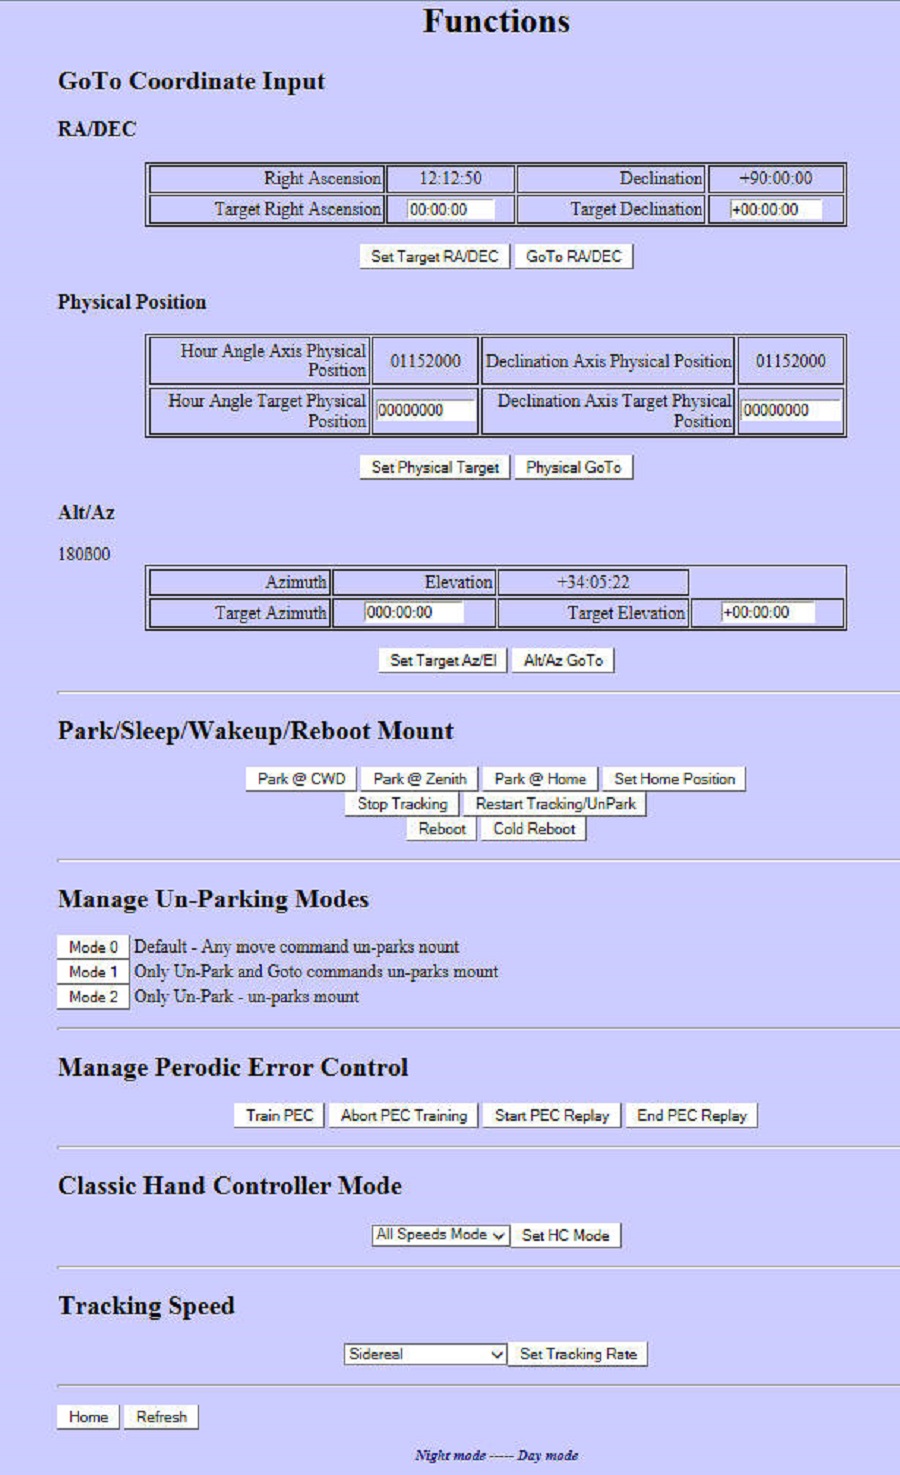 Functions
GoTo Coordinate Input
RA/DEC
Right Ascension 12:12:50 Declination +90:00:00
Target Right Ascension 00:00:00 Target Declination +00:00:00
Set Target RA/DEC GoTo RA/DEC
Physical Position
Hour Angle Axis Physical Position 01152000 Declination Axis Physical Position 01152000
Hour Angle Target Physical Position 00000000 Declination Axis Target Physical Position 00000000
Set Physical Target Physical GoTo
Alt/Az
Azimuth Elevation +34:05:22
Target Azimuth 000:00:00 Target Elevation +00:00:00
Set Target Az/El Alt/Az GoTo
Park/Sleep/Wakeup/Reboot Mount
Park @ CWD Park @ Zenith Park @ Home Set Home Position
Stop Tracking Restart Tracking/UnPark
Reboot Cold Reboot
Manage Un-Parking Modes
Mode 0 Default - Any move command un-parks nount
Mode 1 Only Un-Park and Goto commands un-parks mount
Mode 2 Only Un-Park - un-parks mount
Manage Perodic Error Control
Train PEC Abort PEC Training Start PEC Replay End PEC Replay
Classic Hand Controller Mode
All Speeds Mode Set HC Mode
Tracking Speed
Sidereal Set Tracking Rate
Home Refresh
Night mode ----- Day mode